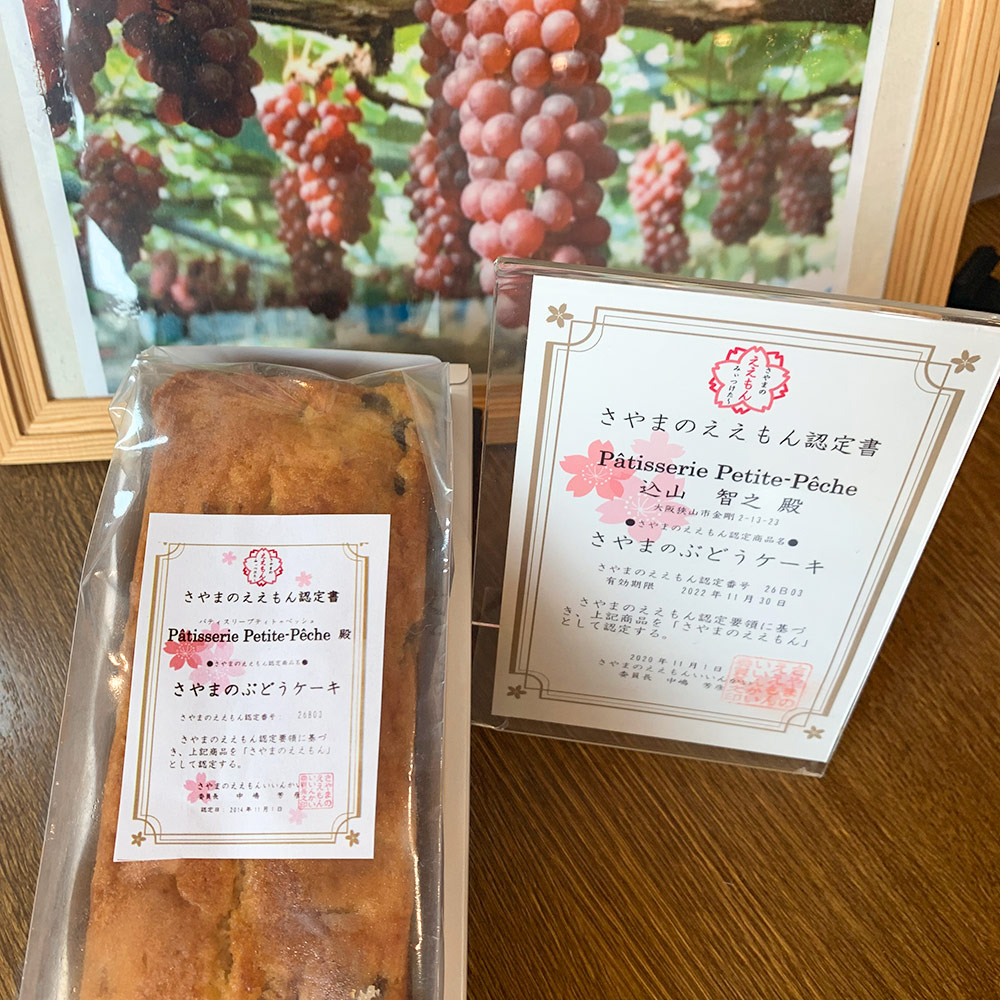 さやまの
ええもん
みぃつけた～
さやまのええもん認定書
パティスリープティト・ペッシュ
Pâtisserie Petite-Pêche 殿
●さやまのええもん認定商品名●
さやまのぶどうケーキ
さやまのええもん認定番号： 26B03
さやまのええもん認定要領に基づ
き、上記商品を「さやまのええもん」
として認定する。
さやまのええもんいいんかい
委員長 中嶋 芳彦
認定日：2014年11月1日
さやまの
ええもん
みぃつけた～
さやまのええもん認定書
Pâtisserie Petite-Pêche
込山 智之 殿
大阪狭山市金剛2-13-23
●さやまのええもん認定商品名●
さやまのぶどうケーキ
さやまのええもん認定番号 26B03
有効期限 2022年11月30日
さやまのええもん認定要領に基づ
き、上記商品を「さやまのええもん」
として認定する。
2020年11月1日
さやまのええもんいいんかい
委員長 中嶋 芳彦